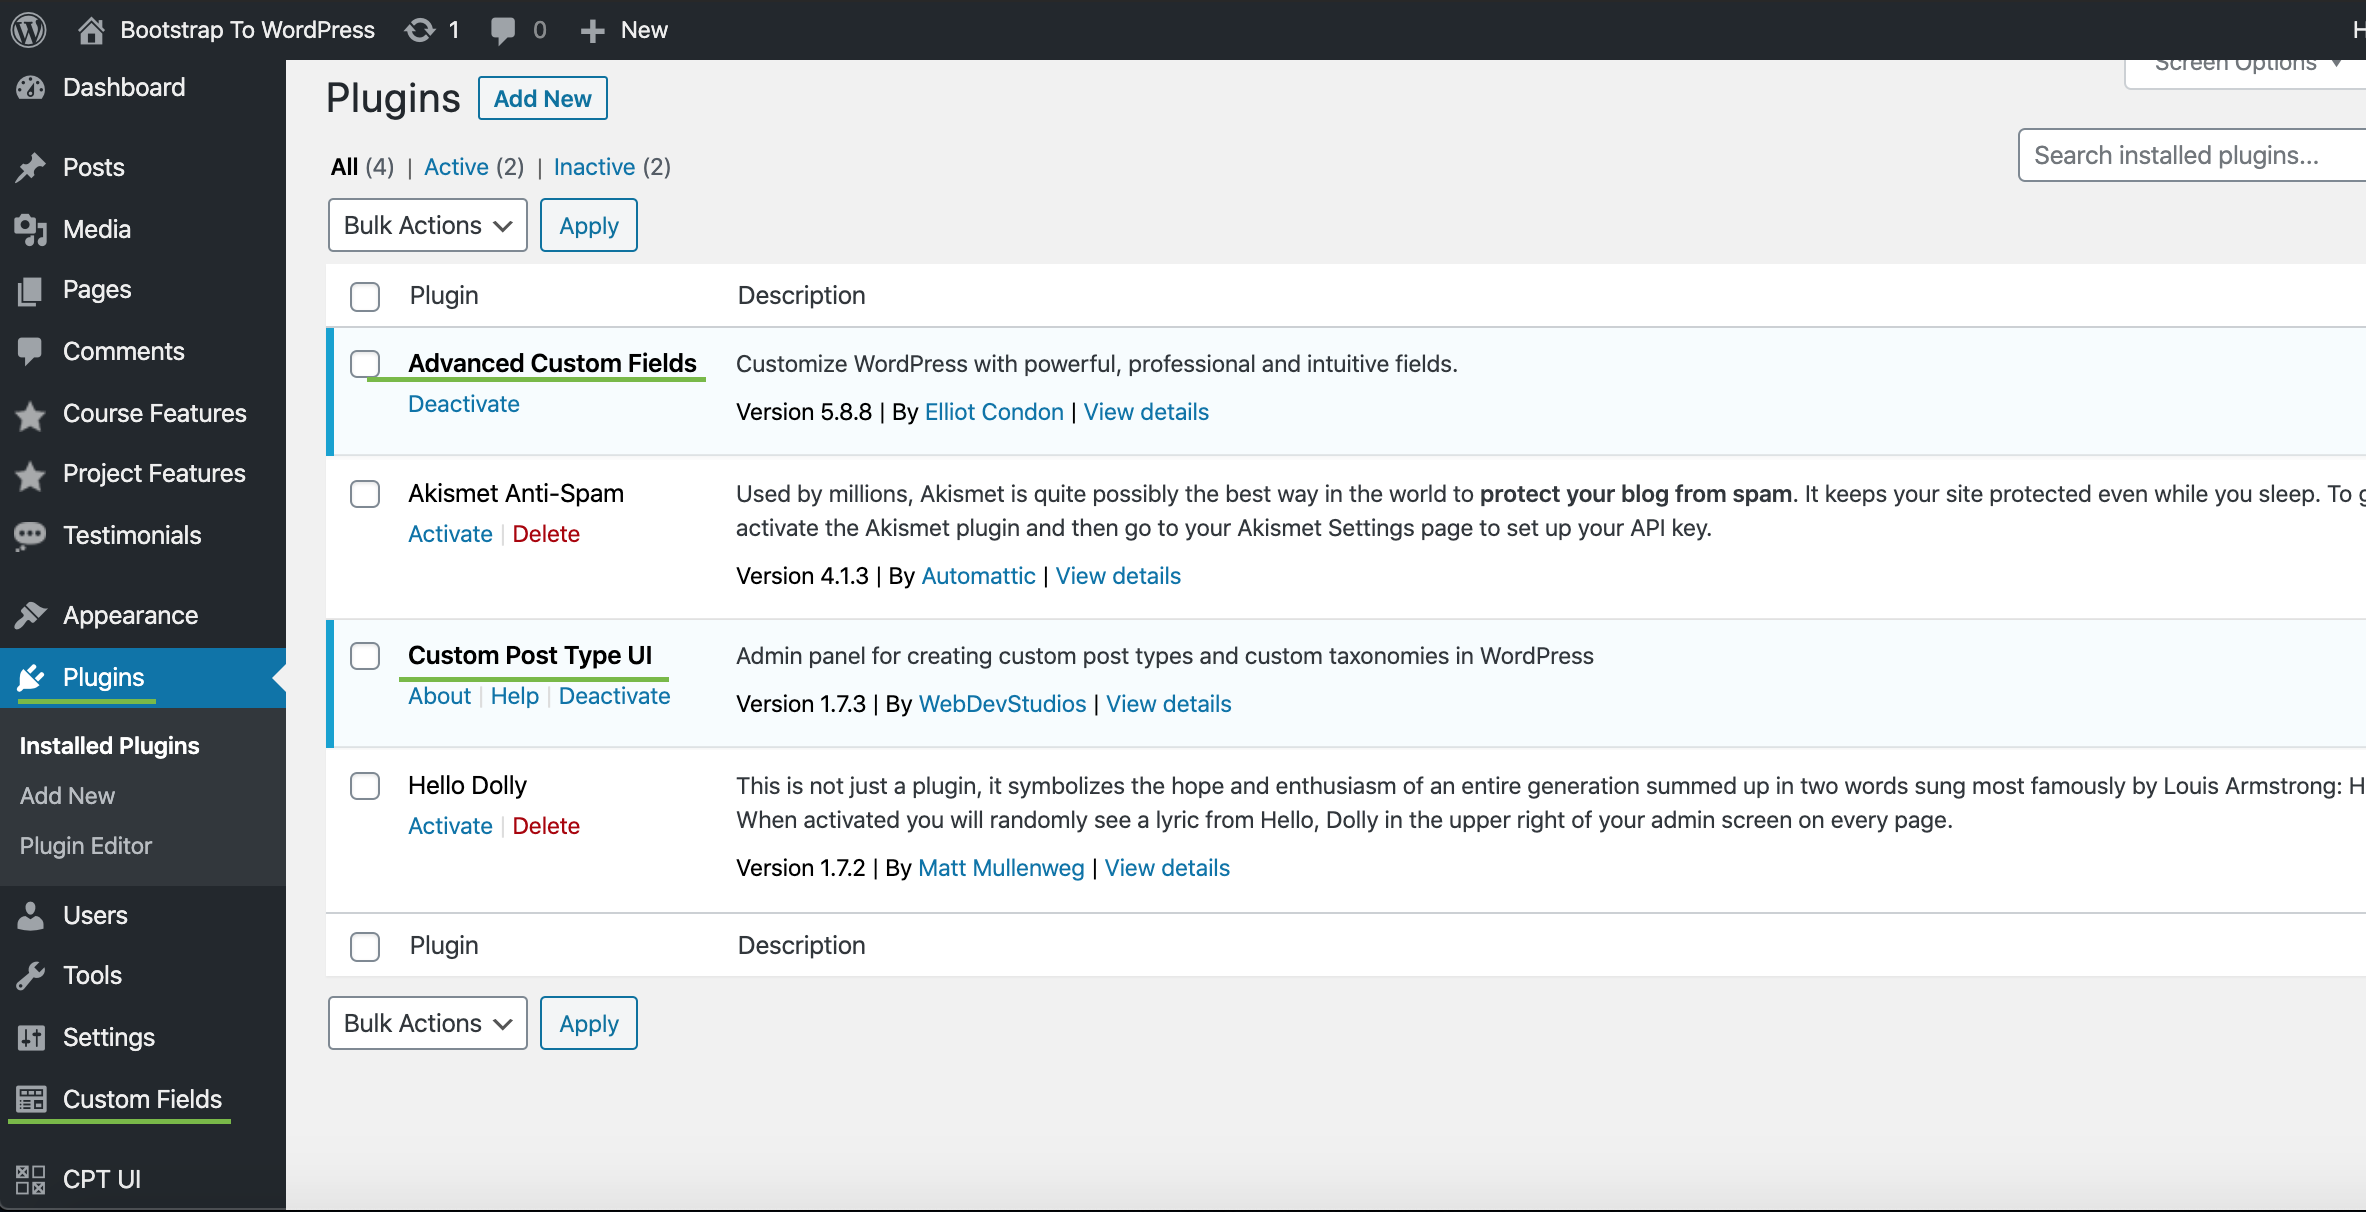 Bootstrap To WordPress 1 0 New
Dashboard
Posts
Media
Pages
Comments
Course Features
Project Features
Testimonials
Appearance
Plugins
Installed Plugins
Add New
Plugin Editor
Users
Tools
Settings
Custom Fields
CPT UI
Screen Options
Plugins Add New
All (4) | Active (2) | Inactive (2)
Search installed plugins...
Bulk Actions Apply
Plugin Description
Advanced Custom Fields
Deactivate
Customize WordPress with powerful, professional and intuitive fields.
Version 5.8.8 | By Elliot Condon | View details
Akismet Anti-Spam
Activate | Delete
Used by millions, Akismet is quite possibly the best way in the world to protect your blog from spam. It keeps your site protected even while you sleep. To
activate the Akismet plugin and then go to your Akismet Settings page to set up your API key.
Version 4.1.3 | By Automattic | View details
Custom Post Type UI
About | Help | Deactivate
Admin panel for creating custom post types and custom taxonomies in WordPress
Version 1.7.3 | By WebDevStudios | View details
Hello Dolly
Activate | Delete
This is not just a plugin, it symbolizes the hope and enthusiasm of an entire generation summed up in two words sung most famously by Louis Armstrong:
When activated you will randomly see a lyric from Hello, Dolly in the upper right of your admin screen on every page.
Version 1.7.2 | By Matt Mullenweg | View details
Plugin Description
Bulk Actions Apply